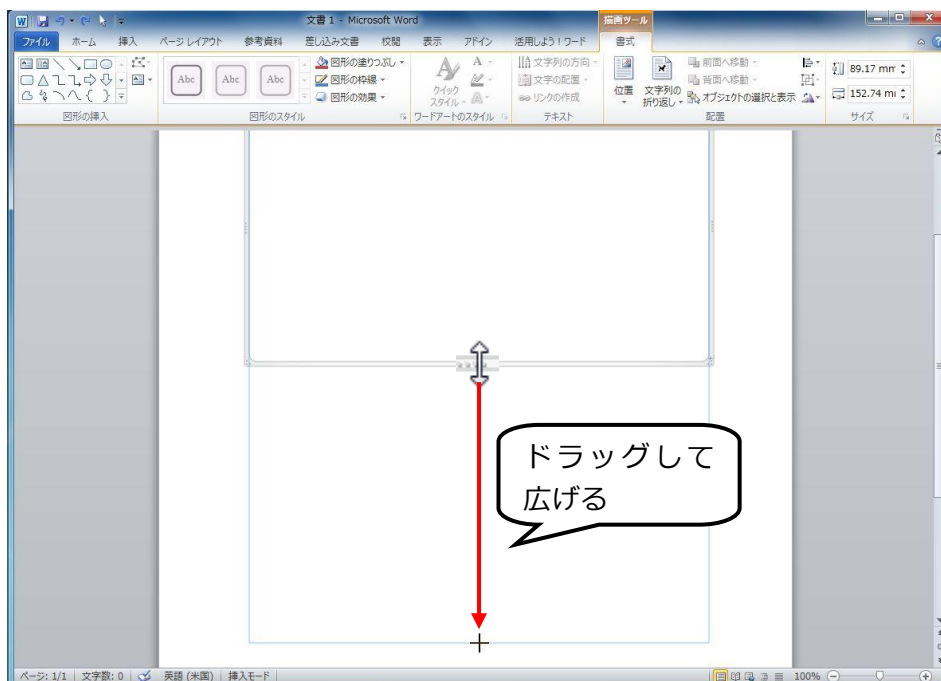 文書 1 - Microsoft Word
描画ツール
ファイル ホーム 挿入 ページ レイアウト 参考資料 差し込み文書 校閲 表示 アドイン 活用しよう!ワード 書式
Abc Abc Abc
図形の塗りつぶし
図形の枠線
図形の効果
クイック
スタイル
文字列の方向
文字の配置
リンクの作成
位置
文字列の
折り返し
前面へ移動
背面へ移動
オブジェクトの選択と表示
89.17 mm
152.74 mi
図形の挿入 図形のスタイル ワードアートのスタイル テキスト 配置 サイズ
ドラッグして
広げる
ページ: 1/1 文字数: 0 英語 (米国) 挿入モード 100%